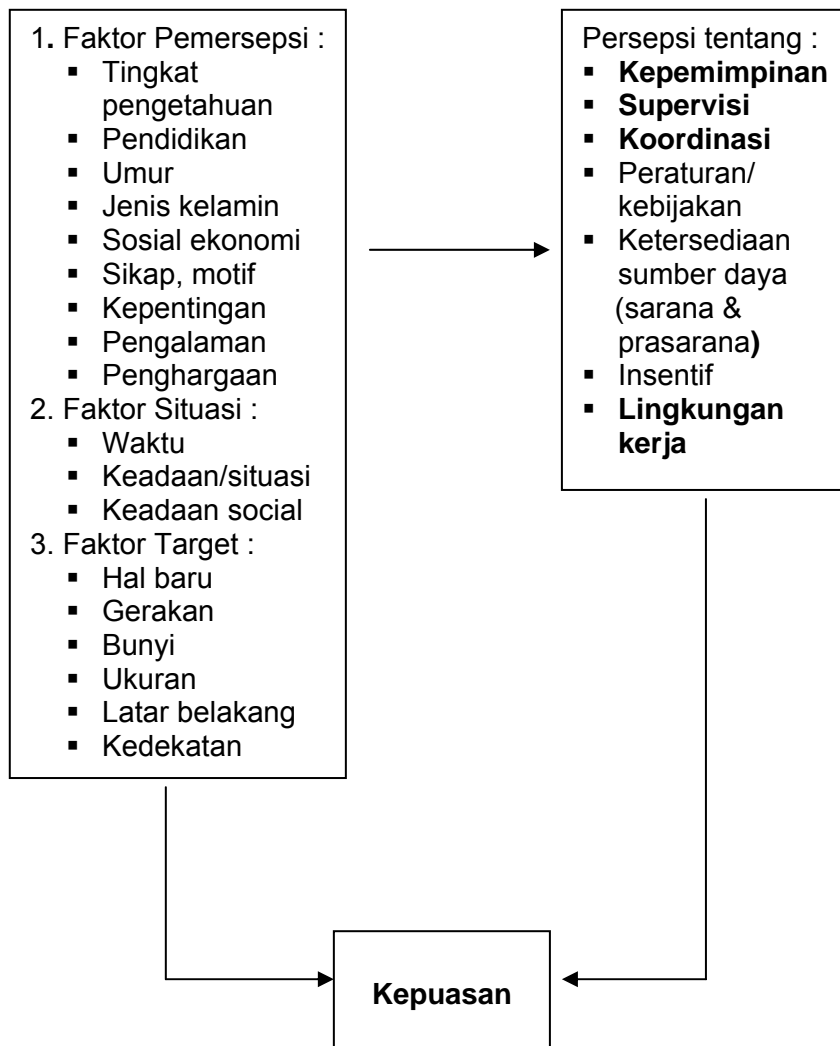 1. Faktor Pemersepsi :
▪ Tingkat
pengetahuan
▪ Pendidikan
▪ Umur
▪ Jenis kelamin
▪ Sosial ekonomi
▪ Sikap, motif
▪ Kepentingan
▪ Pengalaman
▪ Penghargaan
2. Faktor Situasi :
▪ Waktu
▪ Keadaan/situasi
▪ Keadaan social
3. Faktor Target :
▪ Hal baru
▪ Gerakan
▪ Bunyi
▪ Ukuran
▪ Latar belakang
▪ Kedekatan
Persepsi tentang :
▪ Kepemimpinan
▪ Supervisi
▪ Koordinasi
▪ Peraturan/
kebijakan
▪ Ketersediaan
sumber daya
(sarana &
prasarana)
▪ Insentif
▪ Lingkungan
kerja
Kepuasan